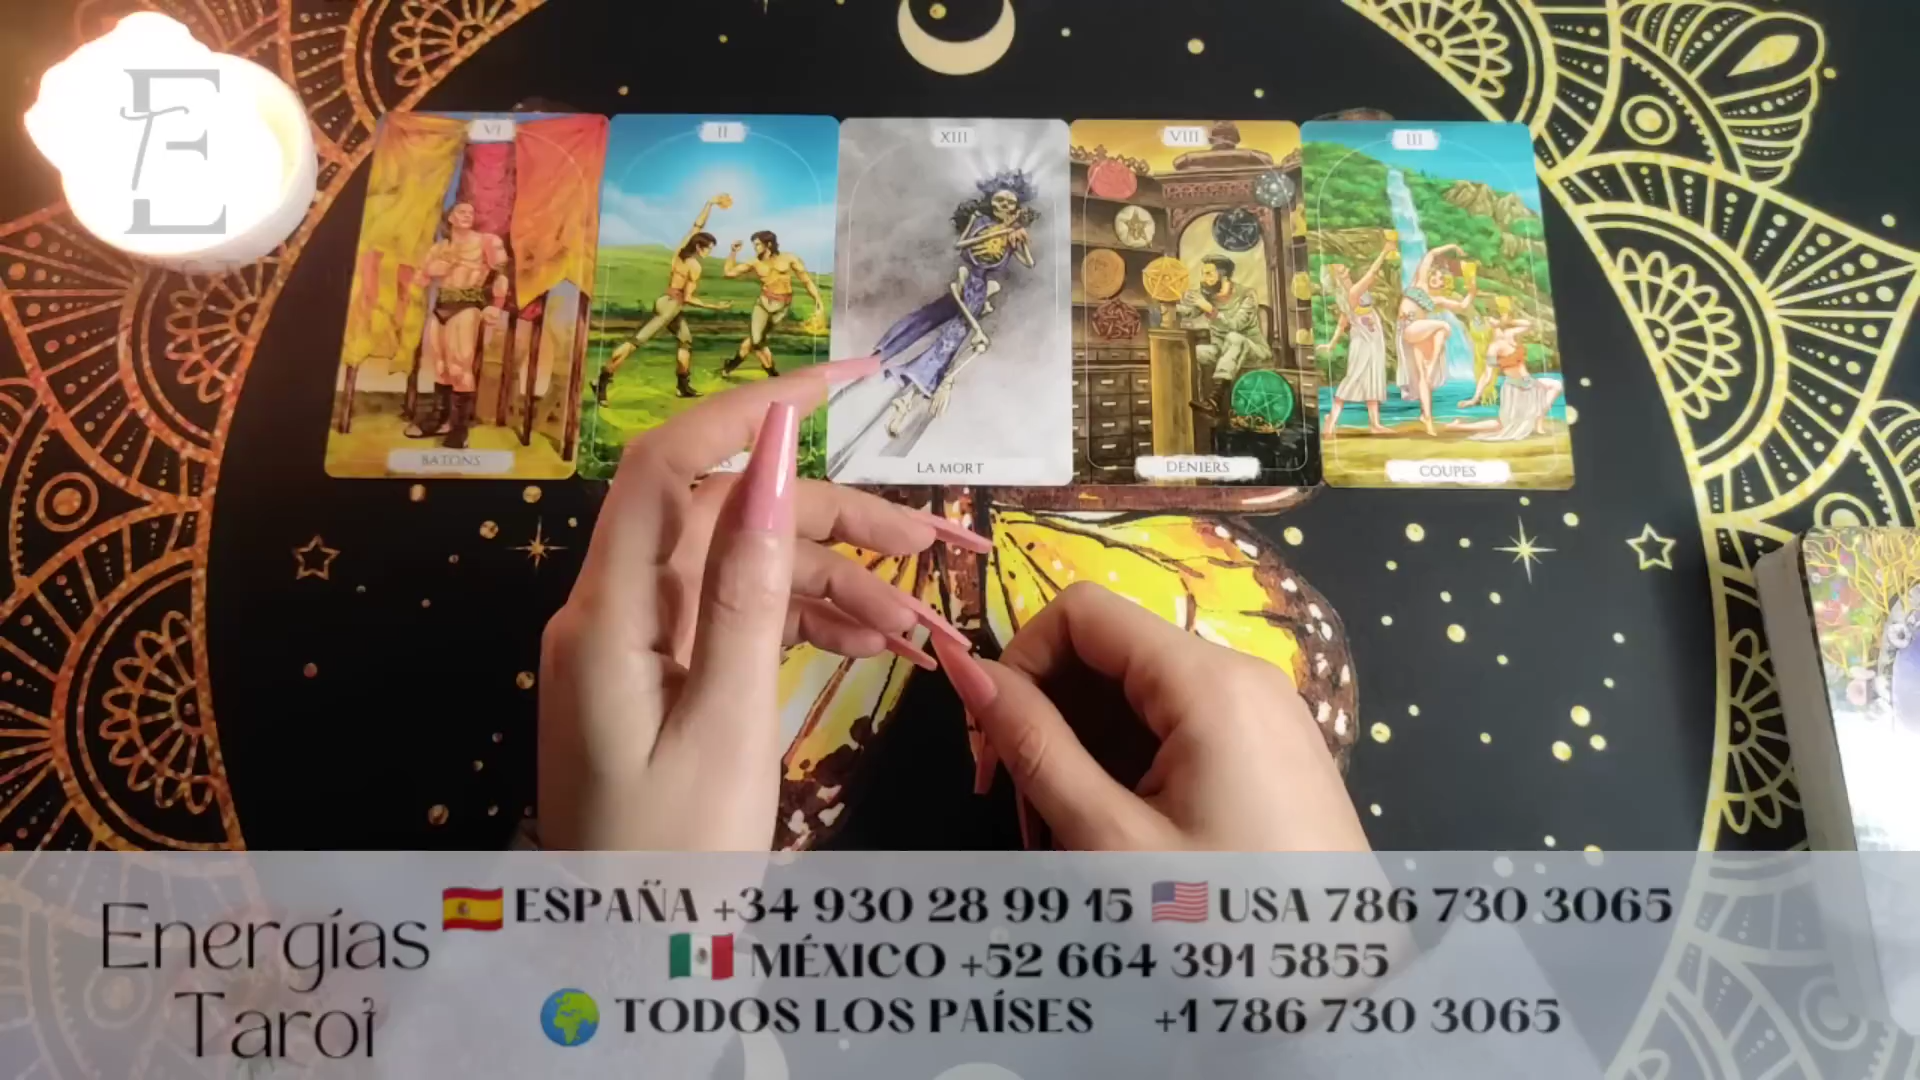 E
T
VI
II
XIII
VIII
III
BATONS
LA MORT
DENIERS
COUPES
Energías
Tarot
🇪🇸 ESPAÑA +34 930 28 99 15 🇺🇸 USA 786 730 3065
🇲🇽 MÉXICO +52 664 391 5855
🌍 TODOS LOS PAÍSES +1 786 730 3065